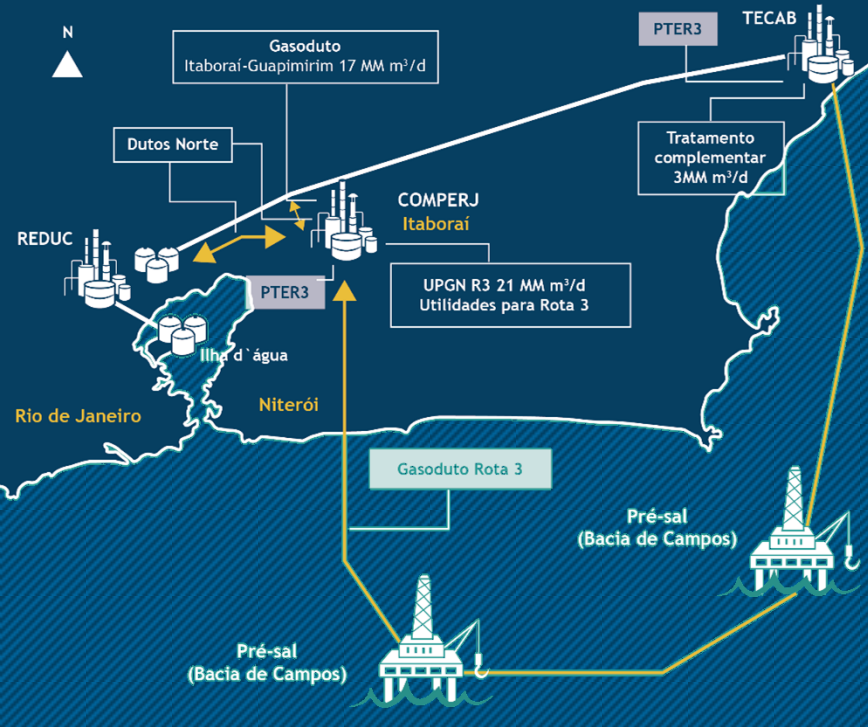 N
TECAB
PTER3
Gasoduto
Itaboraí-Guapimirim 17 MM m³/d
Dutos Norte
Tratamento
complementar
3MM m³/d
COMPERJ
Itaboraí
REDUC
PTER3
UPGN R3 21 MM m³/d
Utilidades para Rota 3
Ilha d`água
Rio de Janeiro
Niterói
Gasoduto Rota 3
Pré-sal
(Bacia de Campos)
Pré-sal
(Bacia de Campos)